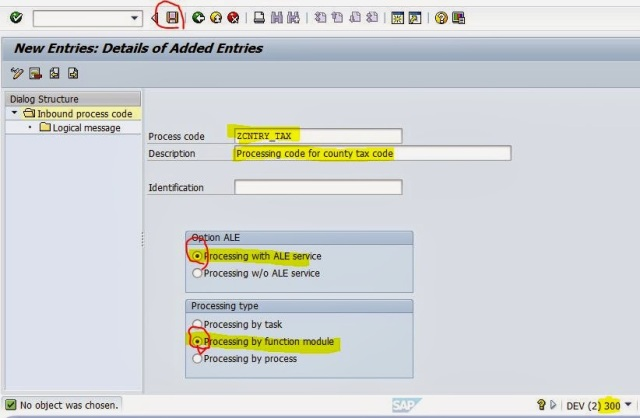 New Entries: Details of Added Entries
Dialog Structure
Inbound process code
Logical message
Process code ZCNTRY_TAX
Description Processing code for county tax code
Identification
Option ALE
Processing with ALE service
Processing w/o ALE service
Processing type
Processing by task
Processing by function module
Processing by process
No object was chosen. SAP DEV (2) 300